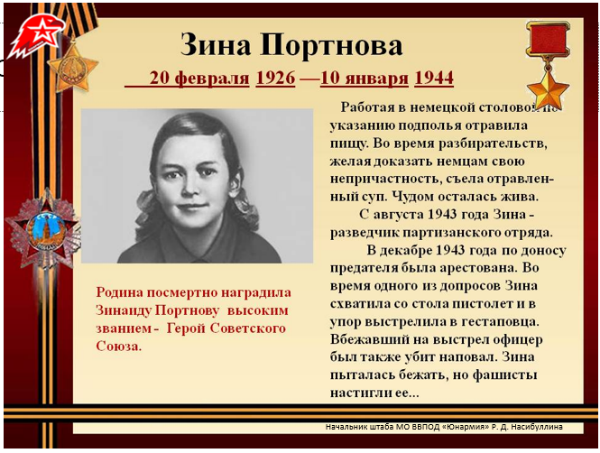 Зина Портнова
20 февраля 1926 —10 января 1944
Работая в немецкой столовой по
указанию подполья отравила
пищу. Во время разбирательств,
желая доказать немцам свою
непричастность, съела отравлен-
ный суп. Чудом осталась жива.
С августа 1943 года Зина -
разведчик партизанского отряда.
В декабре 1943 года по доносу
предателя была арестована. Во
время одного из допросов Зина
схватила со стола пистолет и в
упор выстрелила в гестаповца.
Вбежавший на выстрел офицер
был также убит наповал. Зина
пыталась бежать, но фашисты
настигли ее...
Родина посмертно наградила
Зинаиду Портнову высоким
званием - Герой Советского
Союза.
Начальник штаба МО ВВПОД «Юнармия» Р. Д. Насибуллина